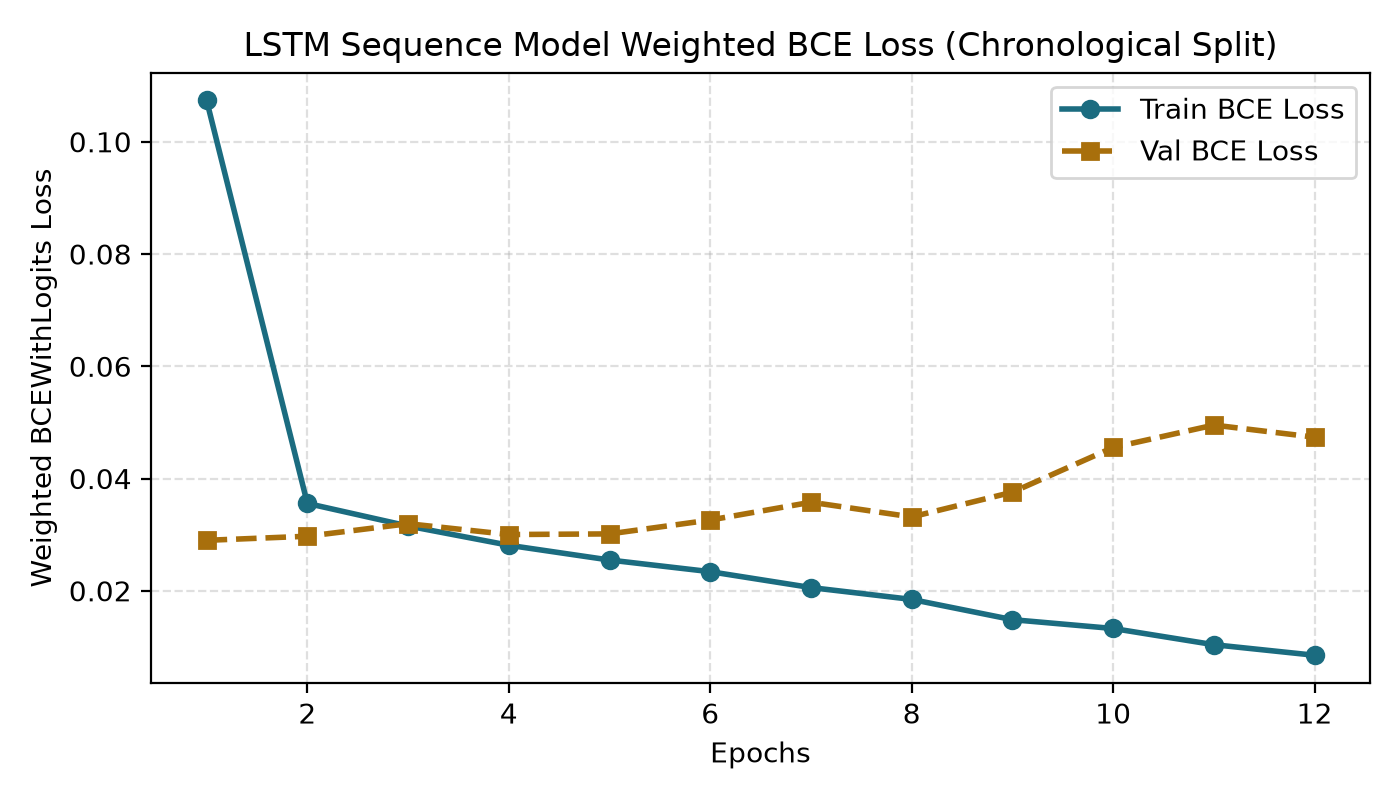 LSTM Sequence Model Weighted BCE Loss (Chronological Split)
Train BCE Loss
Val BCE Loss
Weighted BCEWithLogits Loss
0.10
0.08
0.06
0.04
0.02
2 4 6 8 10 12
Epochs